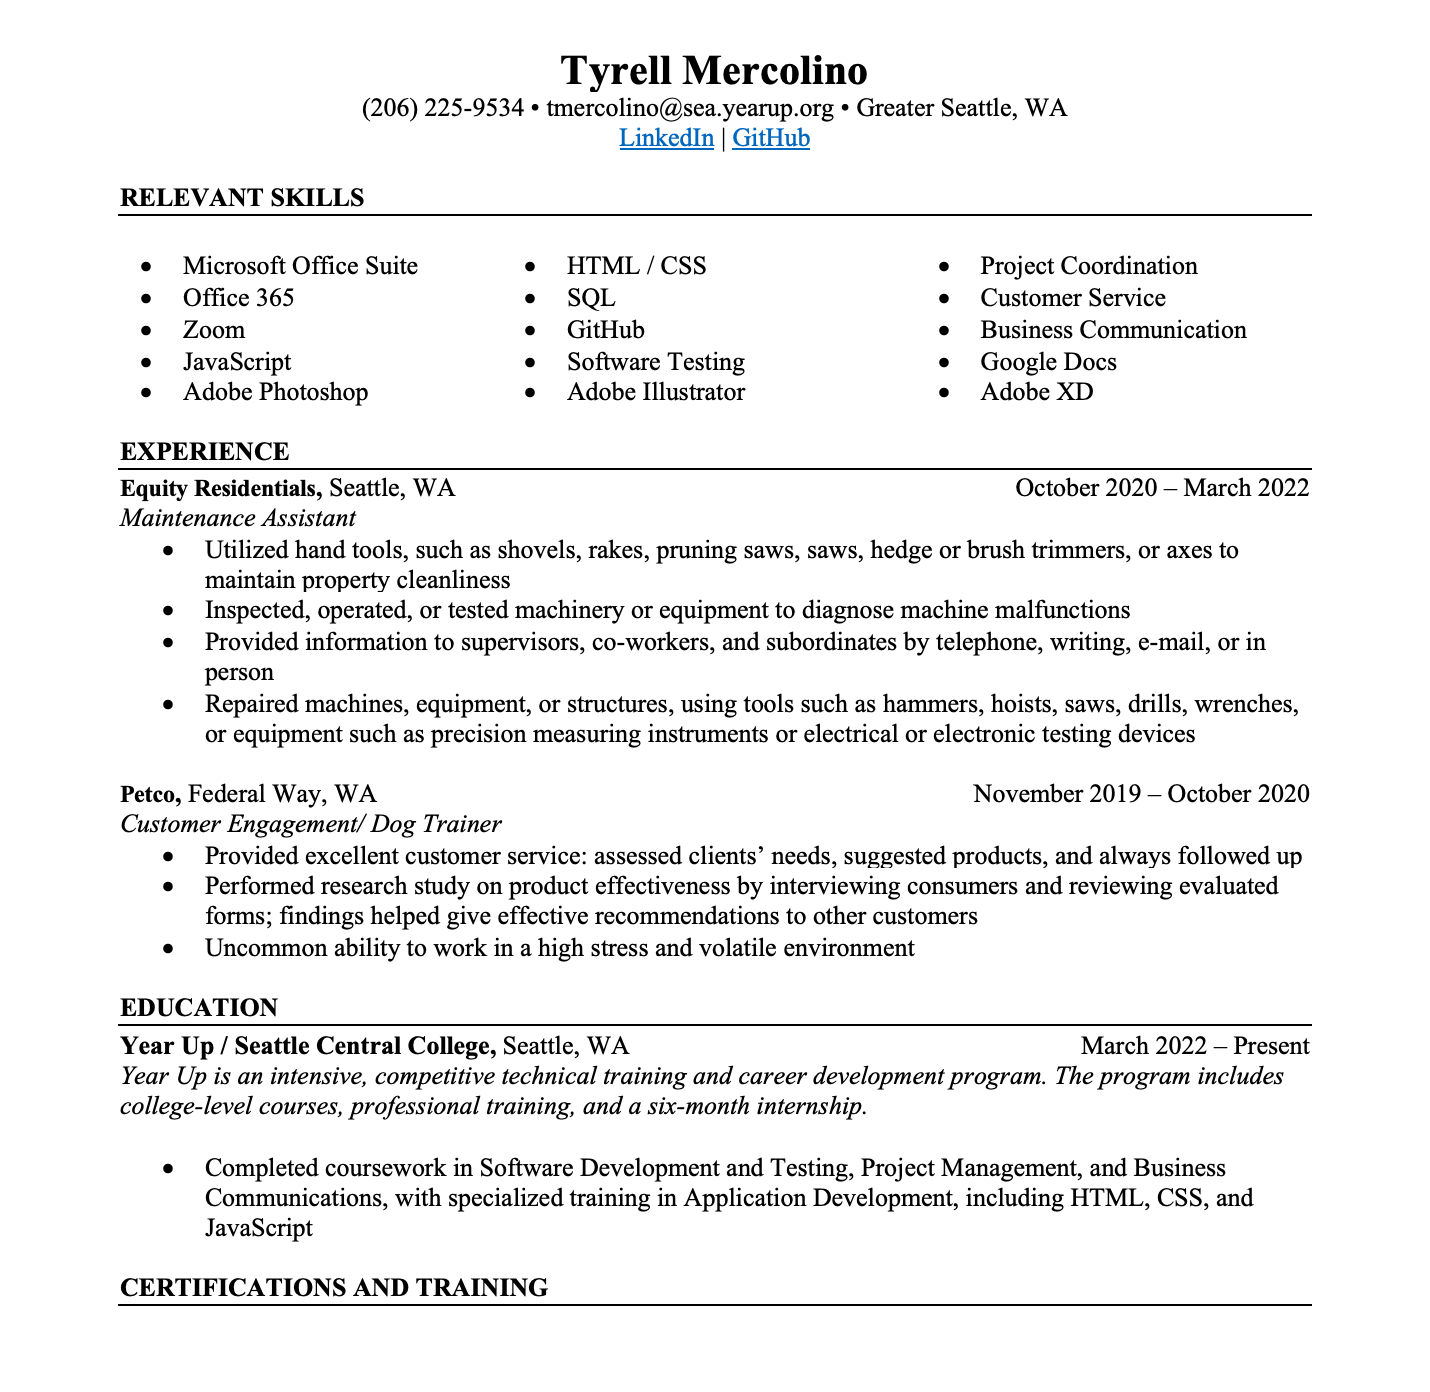 Tyrell Mercolino
(206) 225-9534 • tmercolino@sea.yearup.org • Greater Seattle, WA
LinkedIn | GitHub
RELEVANT SKILLS
• Microsoft Office Suite
• Office 365
• Zoom
• JavaScript
• Adobe Photoshop
• HTML / CSS
• SQL
• GitHub
• Software Testing
• Adobe Illustrator
• Project Coordination
• Customer Service
• Business Communication
• Google Docs
• Adobe XD
EXPERIENCE
Equity Residentials, Seattle, WA October 2020 – March 2022
Maintenance Assistant
• Utilized hand tools, such as shovels, rakes, pruning saws, saws, hedge or brush trimmers, or axes to
maintain property cleanliness
• Inspected, operated, or tested machinery or equipment to diagnose machine malfunctions
• Provided information to supervisors, co-workers, and subordinates by telephone, writing, e-mail, or in
person
• Repaired machines, equipment, or structures, using tools such as hammers, hoists, saws, drills, wrenches,
or equipment such as precision measuring instruments or electrical or electronic testing devices
Petco, Federal Way, WA November 2019 – October 2020
Customer Engagement/ Dog Trainer
• Provided excellent customer service: assessed clients’ needs, suggested products, and always followed up
• Performed research study on product effectiveness by interviewing consumers and reviewing evaluated
forms; findings helped give effective recommendations to other customers
• Uncommon ability to work in a high stress and volatile environment
EDUCATION
Year Up / Seattle Central College, Seattle, WA March 2022 – Present
Year Up is an intensive, competitive technical training and career development program. The program includes
college-level courses, professional training, and a six-month internship.
• Completed coursework in Software Development and Testing, Project Management, and Business
Communications, with specialized training in Application Development, including HTML, CSS, and
JavaScript
CERTIFICATIONS AND TRAINING